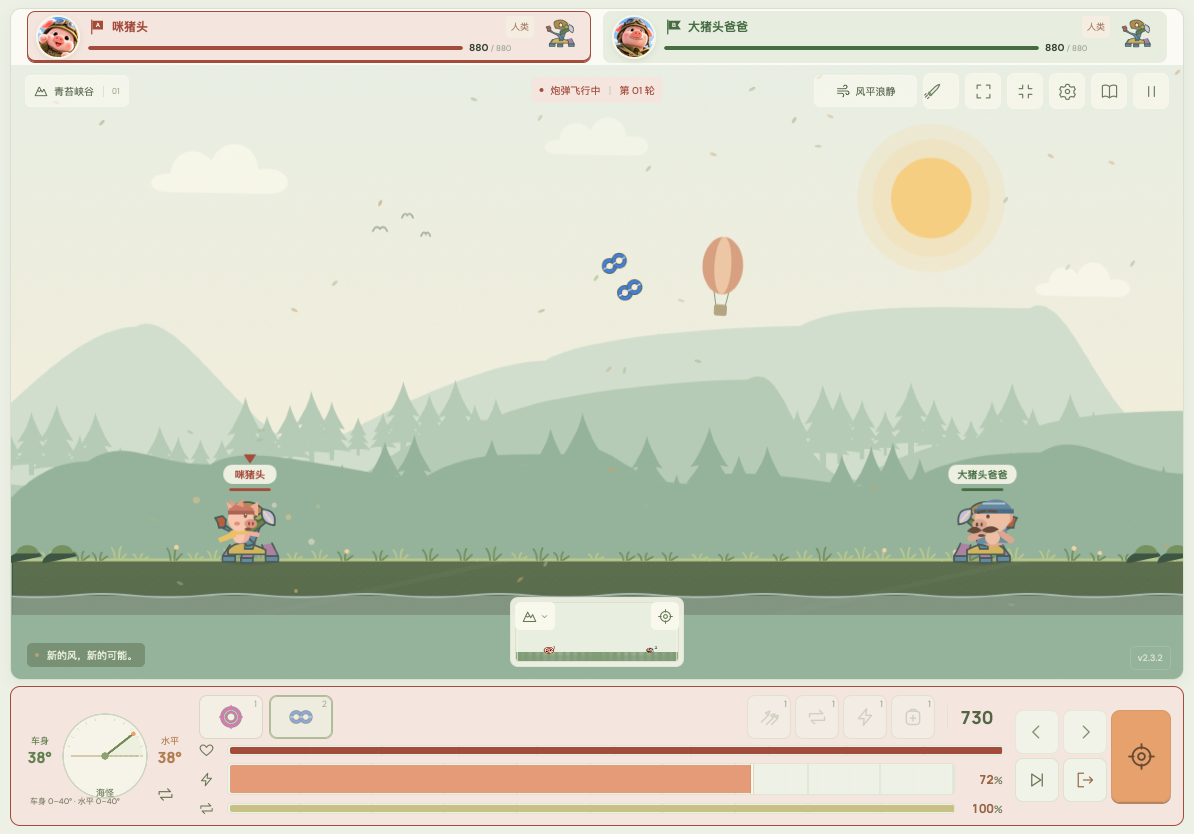 咪猪头
人类
880 / 880
大猪头爸爸
人类
880 / 880
青苔峡谷 01
炮弹飞行中 第 01 轮
风平浪静
咪猪头
大猪头爸爸
新的风，新的可能。
v2.3.2
车身
38°
水平
38°
海怪
车身 0–40° · 水平 0–40°
1
2
1
1
1
1
730
72%
100%